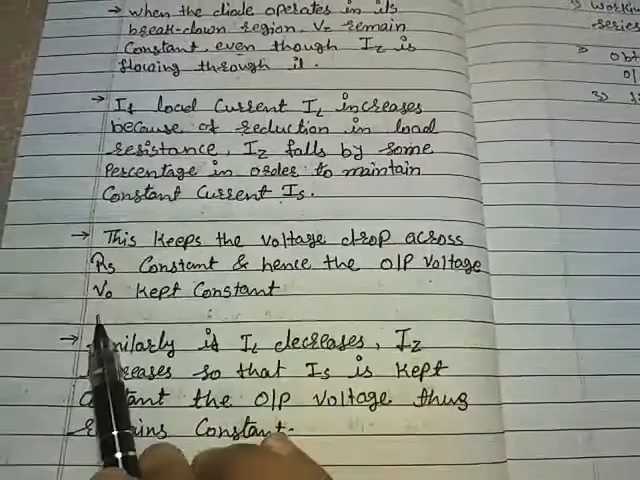 → when the diode operates in its
break-down region, Vz remain
Constant even though Iz is
flowing through it.
→ If load Current IL increases
because of reduction in load
resistance, Iz falls by some
Percentage in order to maintain
Constant Current Is.
→ This keeps the voltage drop across
Rs Constant & hence the O/P voltage
Vo kept Constant
→ IL decreases, Iz
so that Is is kept
the O/P voltage thus
Constant.
series
2)
3)